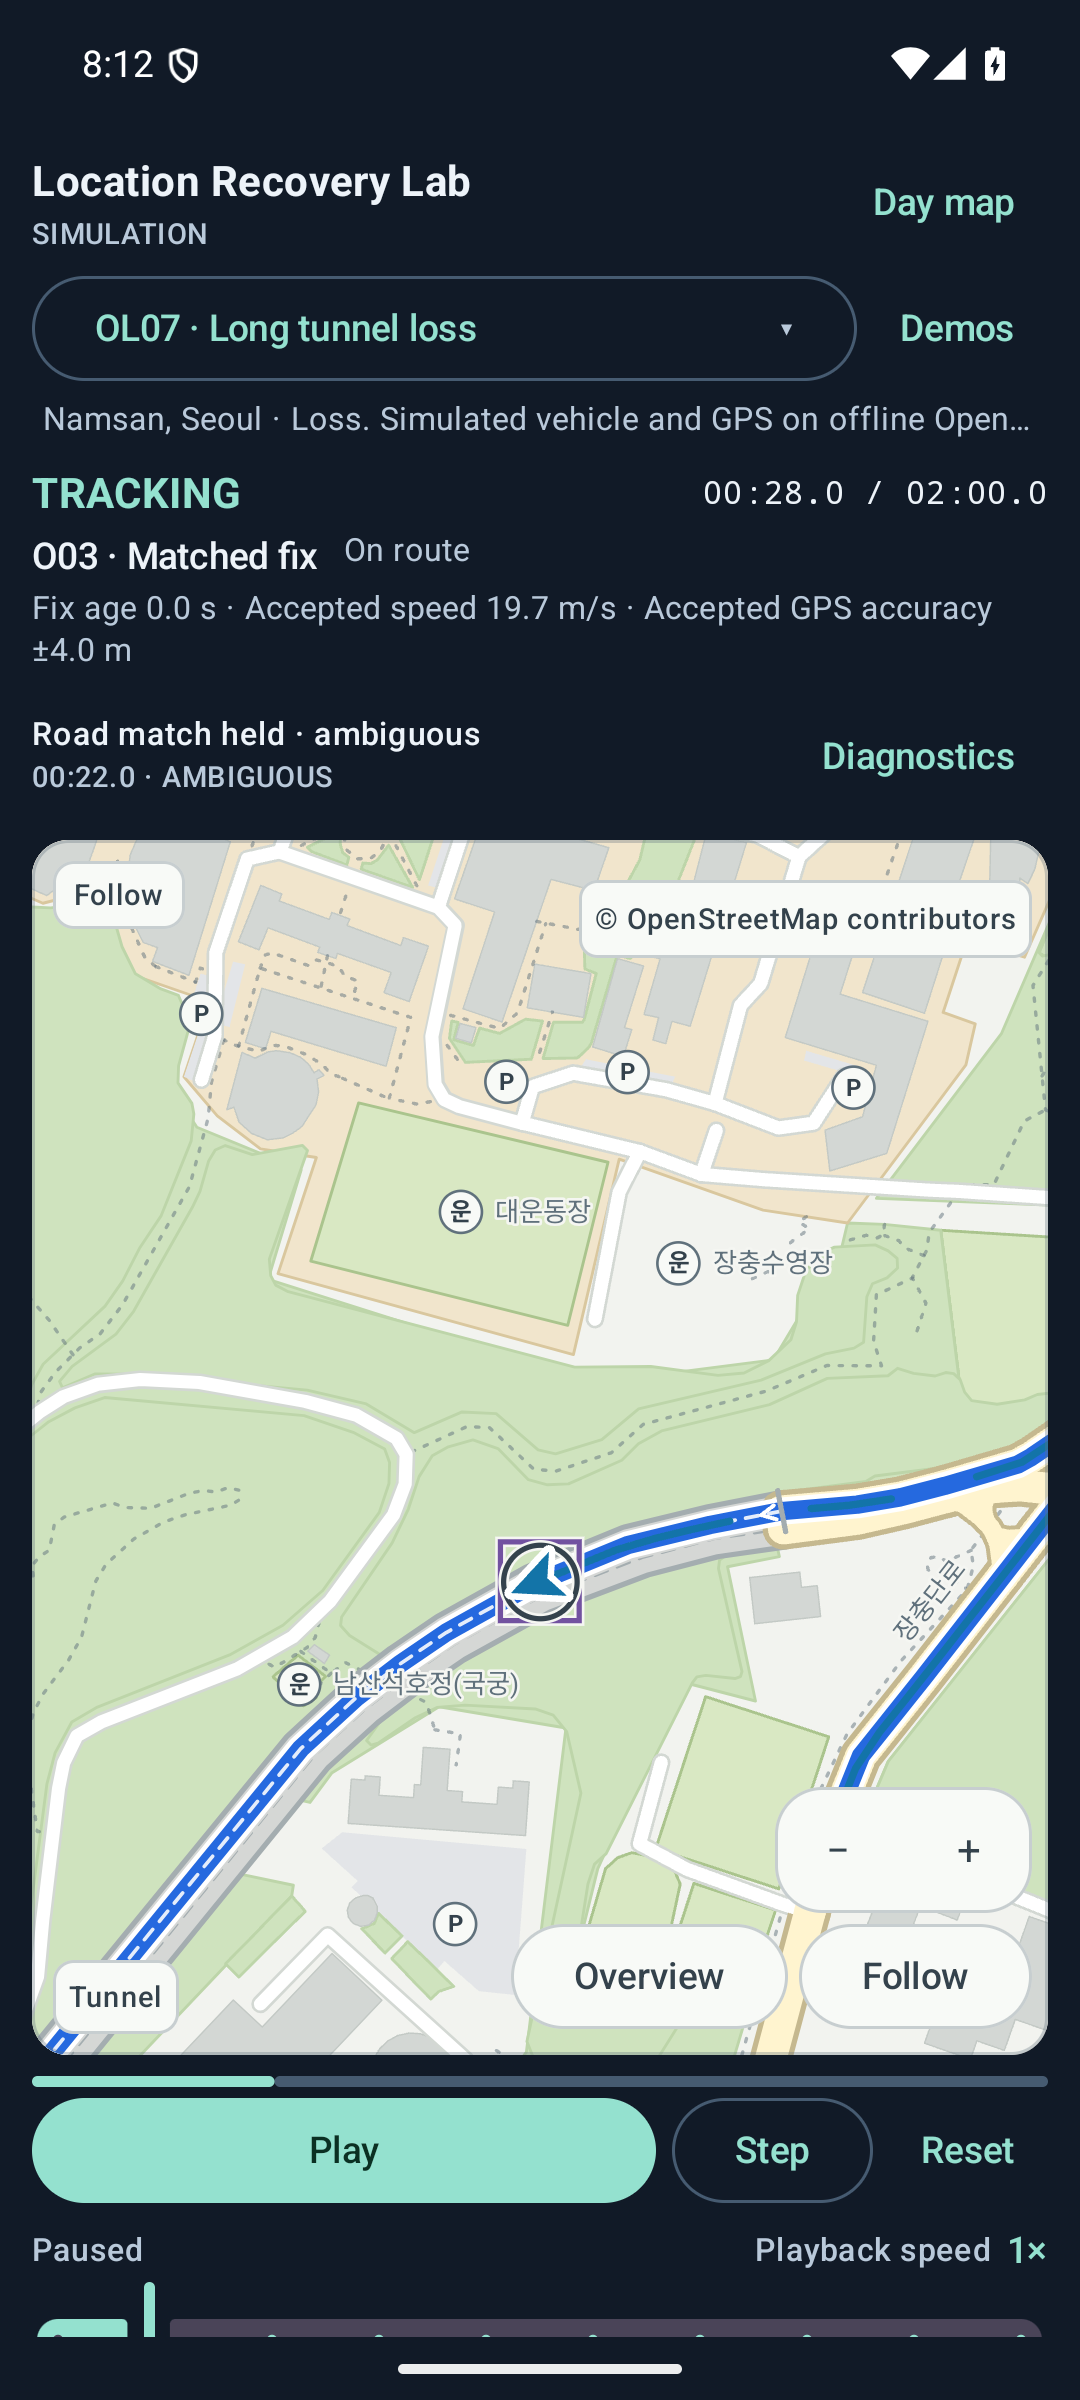 8:12
Location Recovery Lab
SIMULATION
Day map
OL07 · Long tunnel loss
Demos
Namsan, Seoul · Loss. Simulated vehicle and GPS on offline Open…
TRACKING
00:28.0 / 02:00.0
O03 · Matched fix
On route
Fix age 0.0 s · Accepted speed 19.7 m/s · Accepted GPS accuracy
±4.0 m
Road match held · ambiguous
00:22.0 · AMBIGUOUS
Diagnostics
Follow
© OpenStreetMap contributors
P
P
P
P
운 대운동장
운 장충수영장
장충단로
운 남산석호정(국궁)
P
− +
Tunnel
Overview
Follow
Play
Step
Reset
Paused
Playback speed 1×